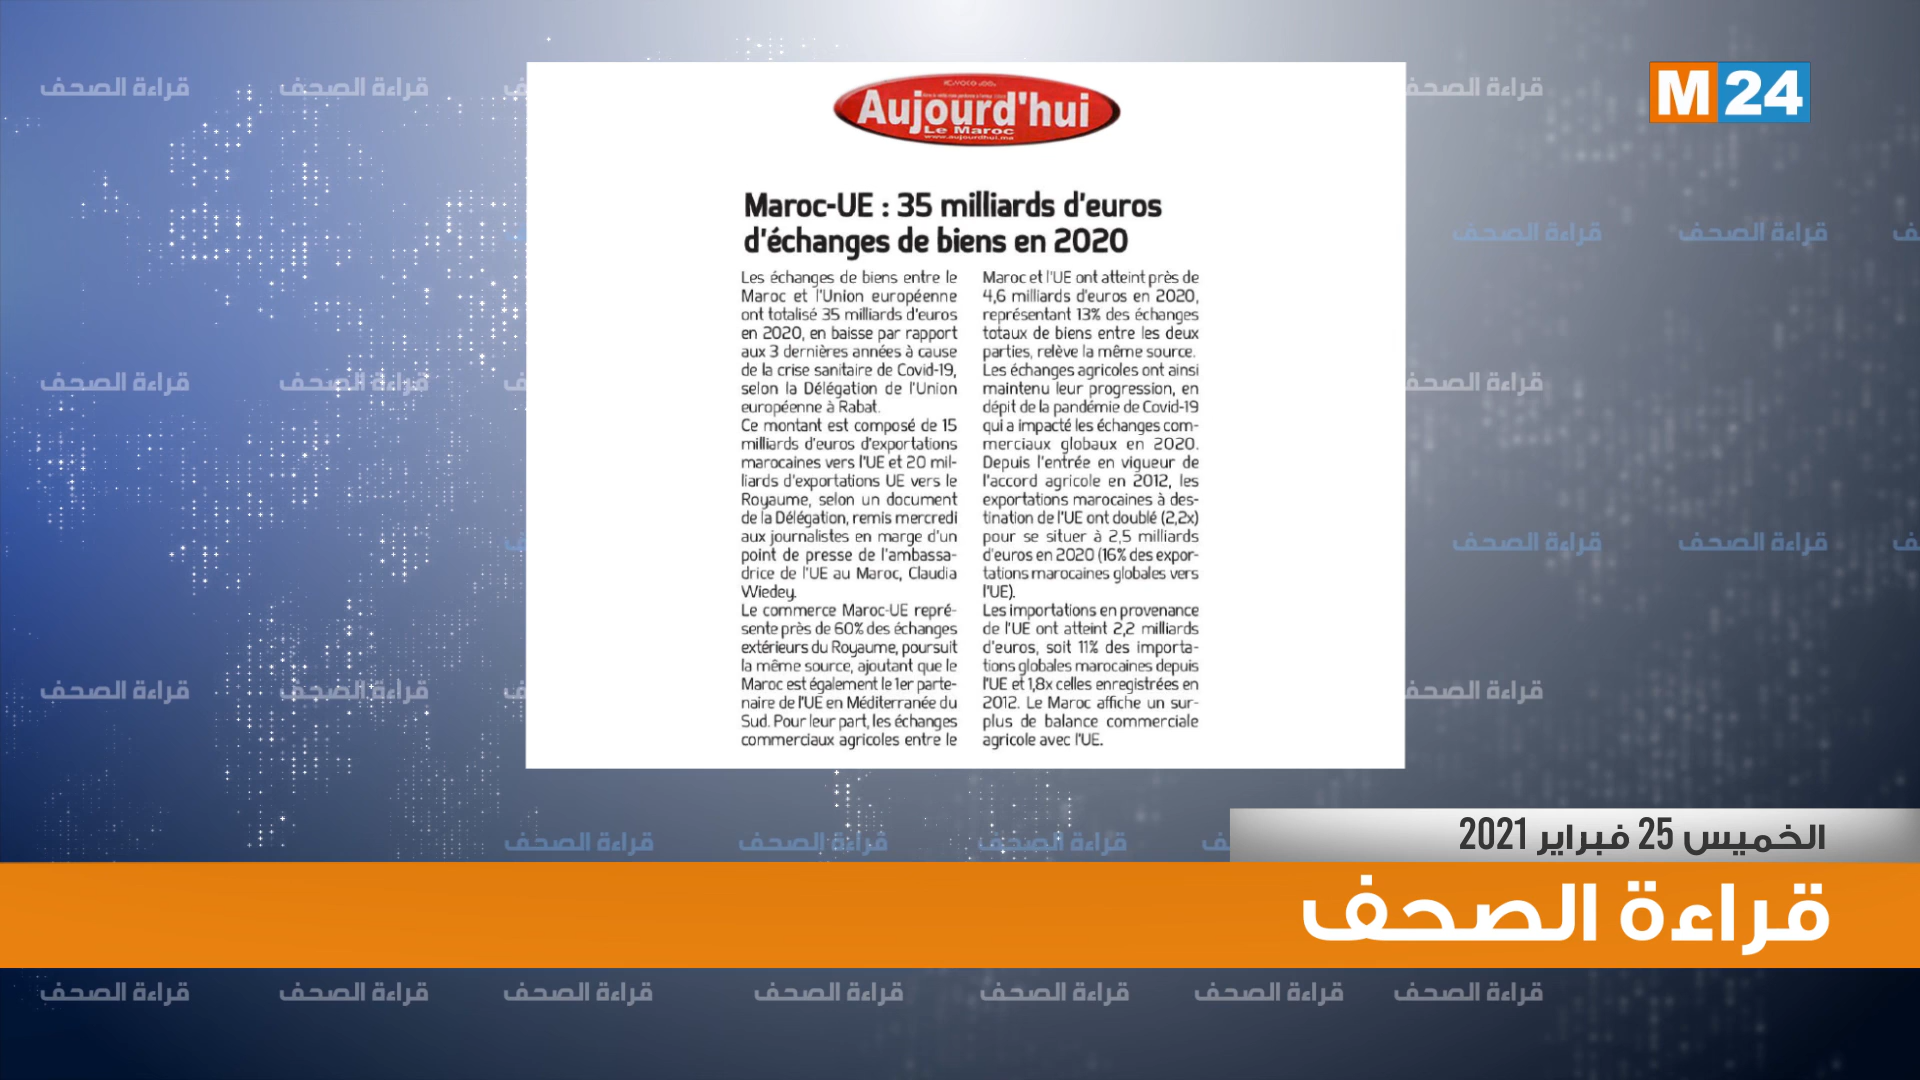 M24
Aujourd'hui
Le Maroc
www.aujourdhui.ma
Maroc-UE : 35 milliards d'euros
d'échanges de biens en 2020
Les échanges de biens entre le
Maroc et l'Union européenne
ont totalisé 35 milliards d'euros
en 2020, en baisse par rapport
aux 3 dernières années à cause
de la crise sanitaire de Covid-19,
selon la Délégation de l'Union
européenne à Rabat.
Ce montant est composé de 15
milliards d'euros d'exportations
marocaines vers l'UE et 20 mil-
liards d'exportations UE vers le
Royaume, selon un document
de la Délégation, remis mercredi
aux journalistes en marge d'un
point de presse de l'ambassa-
drice de l'UE au Maroc, Claudia
Wiedey.
Le commerce Maroc-UE repré-
sente près de 60% des échanges
extérieurs du Royaume, poursuit
la même source, ajoutant que le
Maroc est également le 1er parte-
naire de l'UE en Méditerranée du
Sud. Pour leur part, les échanges
commerciaux agricoles entre le
Maroc et l'UE ont atteint près de
4,6 milliards d'euros en 2020,
représentant 13% des échanges
totaux de biens entre les deux
parties, relève la même source.
Les échanges agricoles ont ainsi
maintenu leur progression, en
dépit de la pandémie de Covid-19
qui a impacté les échanges com-
merciaux globaux en 2020.
Depuis l'entrée en vigueur de
l'accord agricole en 2012, les
exportations marocaines à des-
tination de l'UE ont doublé (2,2x)
pour se situer à 2,5 milliards
d'euros en 2020 (16% des expor-
tations marocaines globales vers
l'UE).
Les importations en provenance
de l'UE ont atteint 2,2 milliards
d'euros, soit 11% des importa-
tions globales marocaines depuis
l'UE et 1,8x celles enregistrées en
2012. Le Maroc affiche un sur-
plus de balance commerciale
agricole avec l'UE.
الخميس 25 فبراير 2021
قراءة الصحف